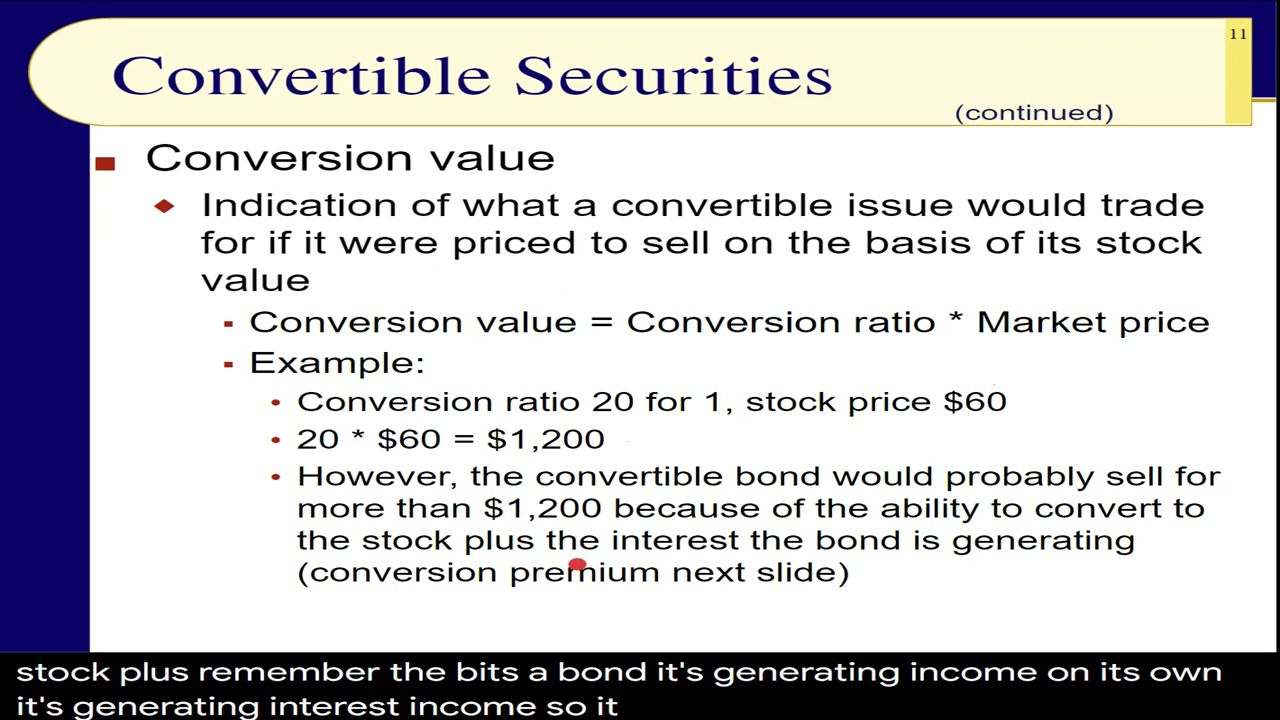 11
Convertible Securities
(continued)
Conversion value
Indication of what a convertible issue would trade
for if it were priced to sell on the basis of its stock
value
Conversion value = Conversion ratio * Market price
Example:
Conversion ratio 20 for 1, stock price $60
20 * $60 = $1,200
However, the convertible bond would probably sell for
more than $1,200 because of the ability to convert to
the stock plus the interest the bond is generating
(conversion premium next slide)
stock plus remember the bits a bond it's generating income on its own
it's generating interest income so it